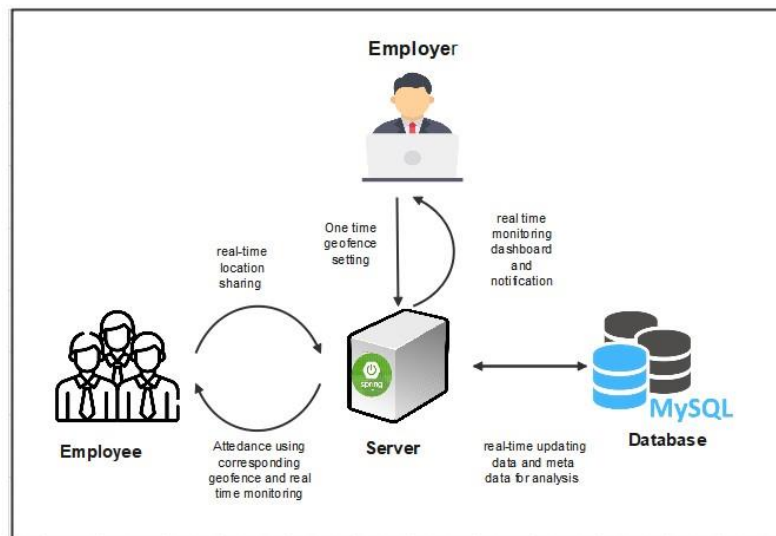 Employer
One time
geofence
setting
real time
monitoring
dashboard
and
notification
real-time
location
sharing
spring
MySQL
Employee
Attedance using
corresponding
geofence and real
time monitoring
Server
real-time updating
data and meta
data for analysis
Database